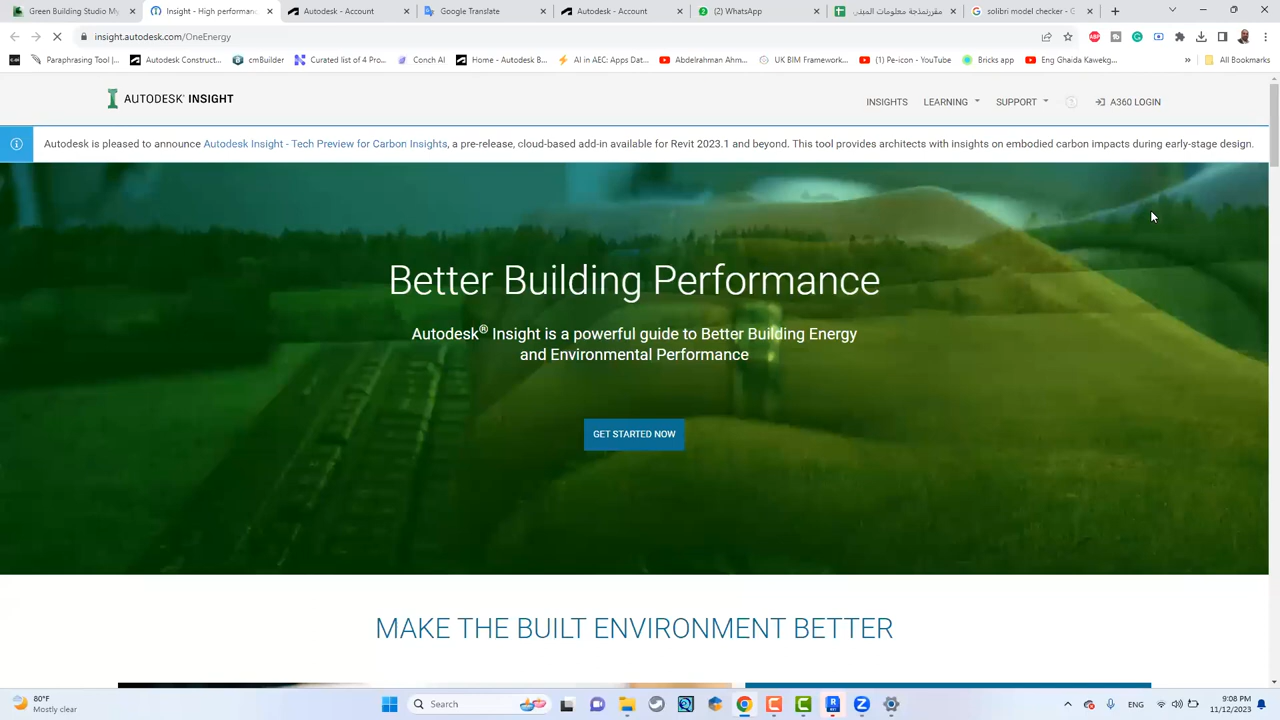 Green Building Studio My
Insight - High performanc
Autodesk - Account
Google Translate
Autodesk - Account
(2) WhatsApp
مقررنمذجة معلومات المبنى
solibri model checker - G
insight.autodesk.com/OneEnergy
Paraphrasing Tool |
Autodesk Construct...
cmBuilder
Curated list of 4 Pro...
Conch AI
Home - Autodesk B...
AI in AEC: Apps Dat...
Abdelrahman Ahm...
UK BIM Framework...
(1) Pe-icon - YouTube
Bricks app
Eng Ghaida Kawekg...
»
All Bookmarks
AUTODESK® INSIGHT
INSIGHTS
LEARNING
SUPPORT
A360 LOGIN
Autodesk is pleased to announce Autodesk Insight - Tech Preview for Carbon Insights, a pre-release, cloud-based add-in available for Revit 2023.1 and beyond. This tool provides architects with insights on embodied carbon impacts during early-stage design.
Better Building Performance
Autodesk® Insight is a powerful guide to Better Building Energy
and Environmental Performance
GET STARTED NOW
MAKE THE BUILT ENVIRONMENT BETTER
80°F
Mostly clear
Search
ENG
9:08 PM
11/12/2023